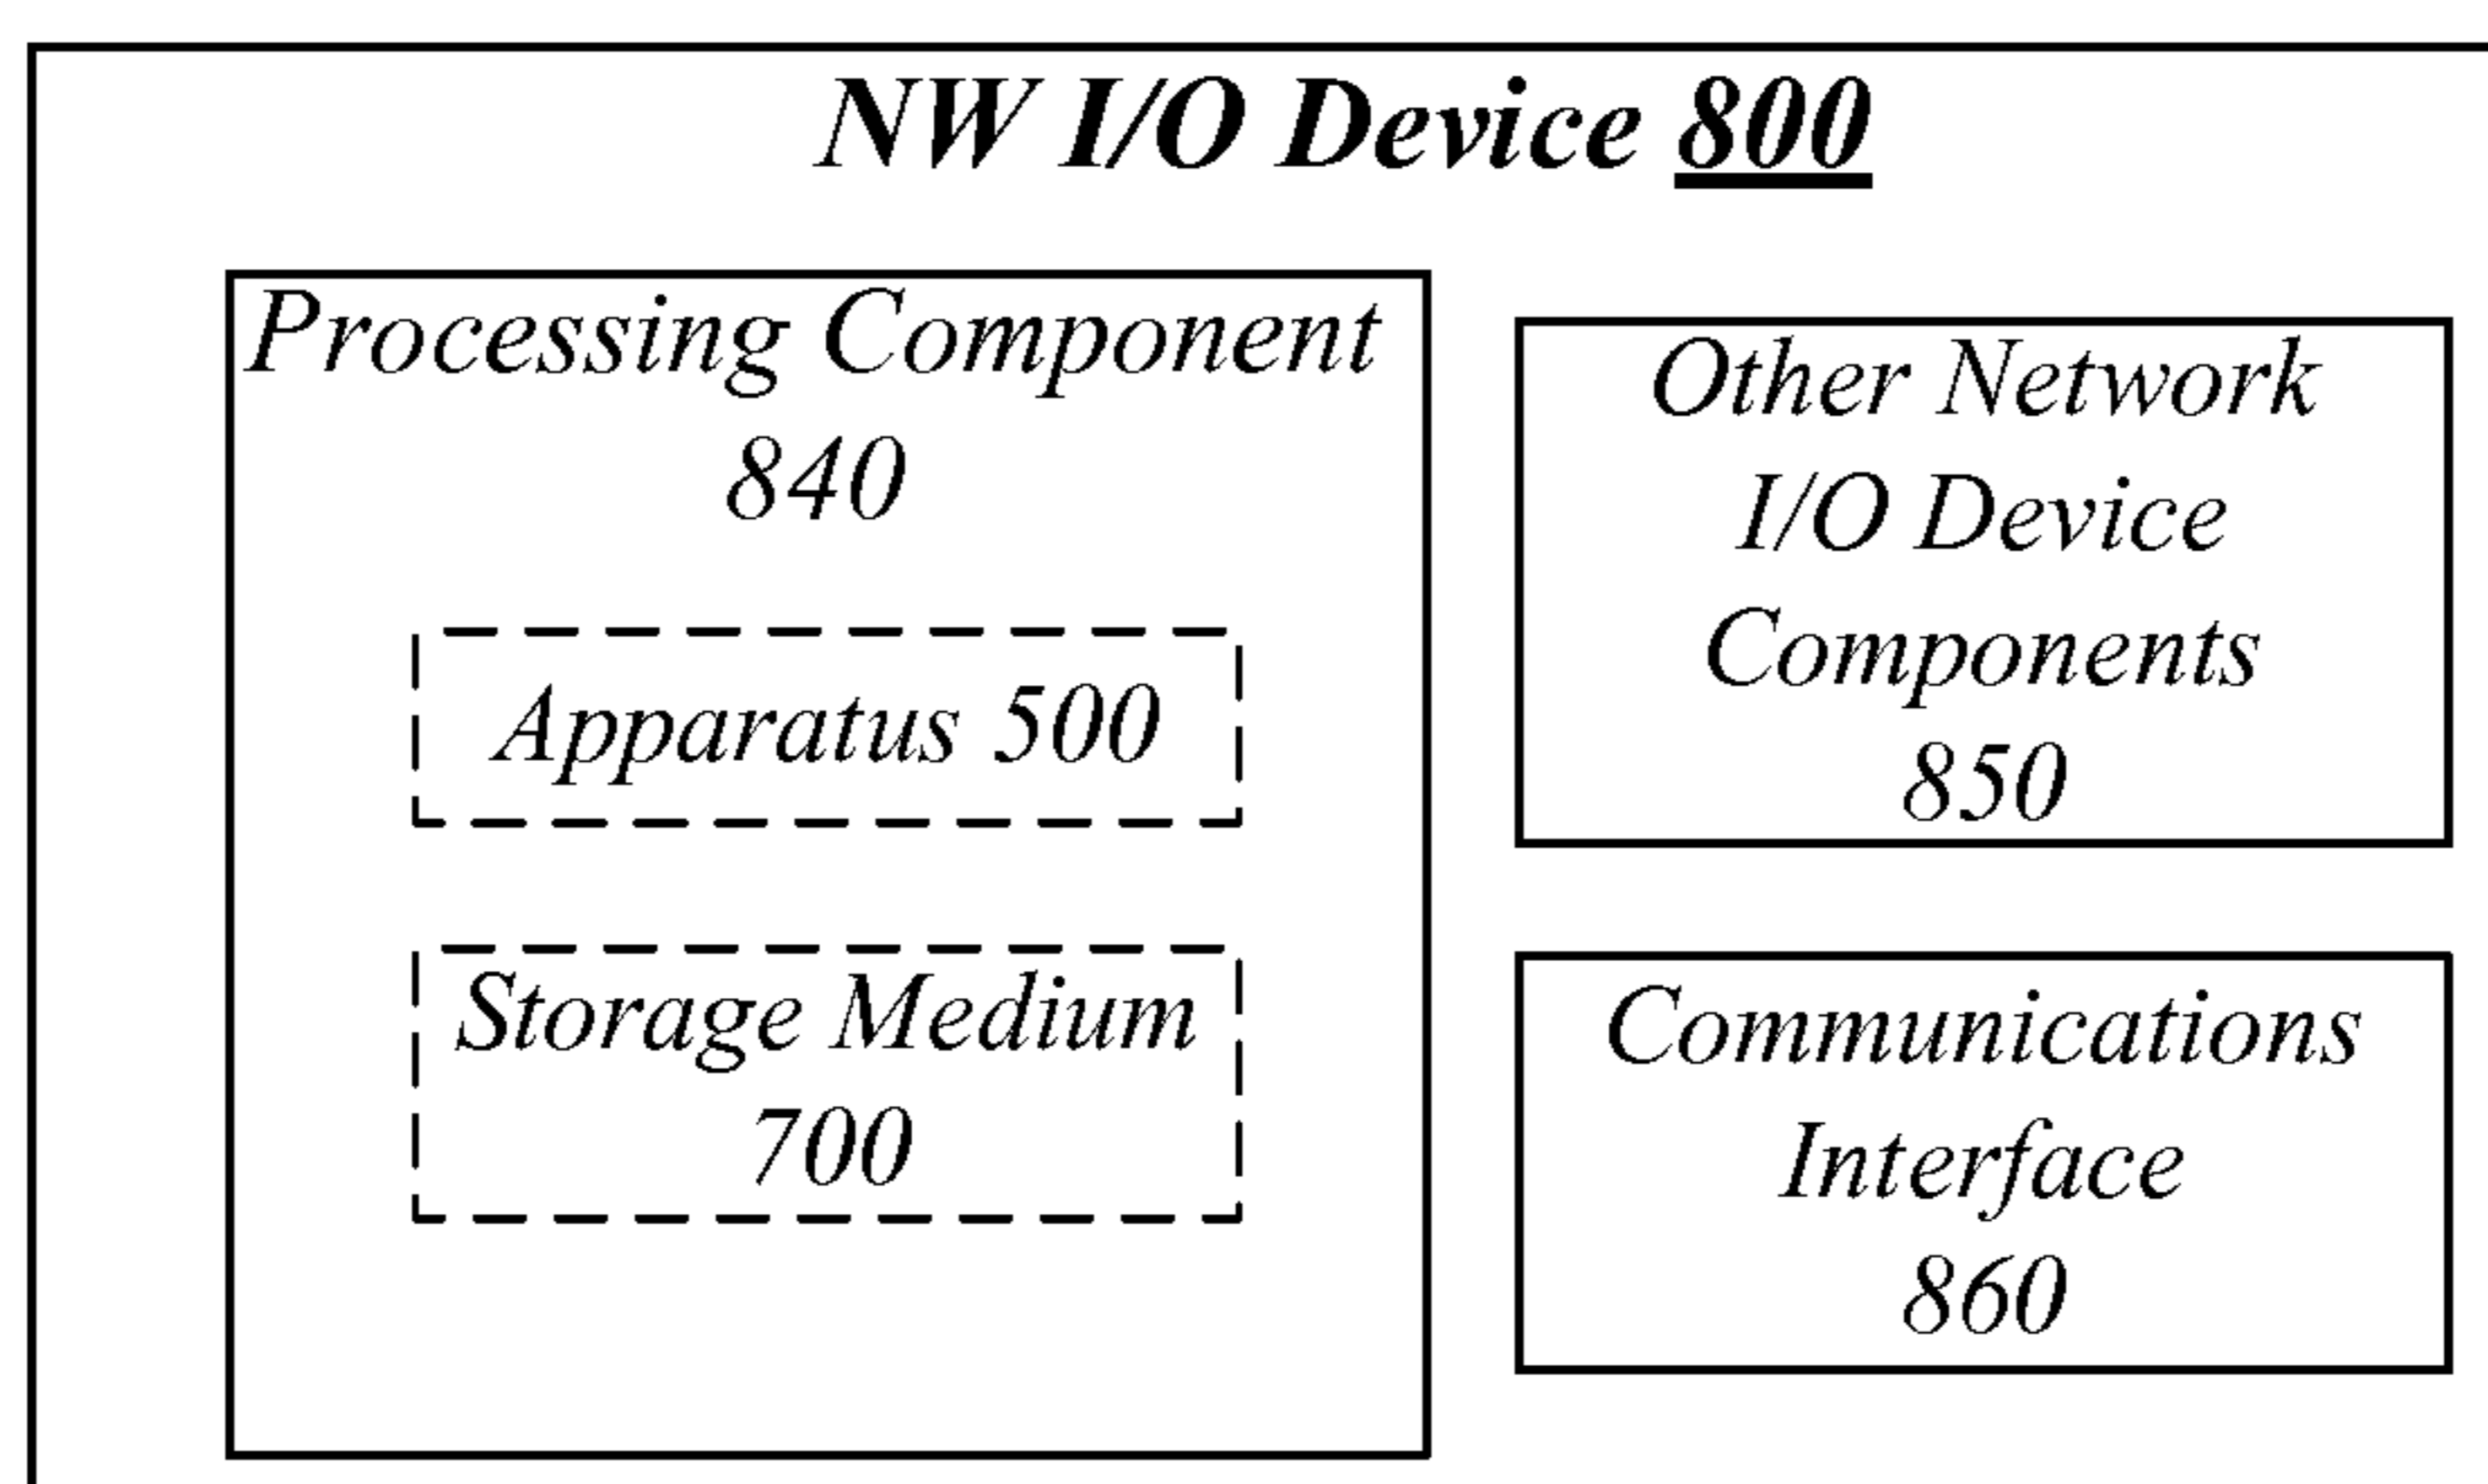 NW I/O Device 800
Processing Component
840
Apparatus 500
Storage Medium
700
Other Network
I/O Device
Components
850
Communications
Interface
860